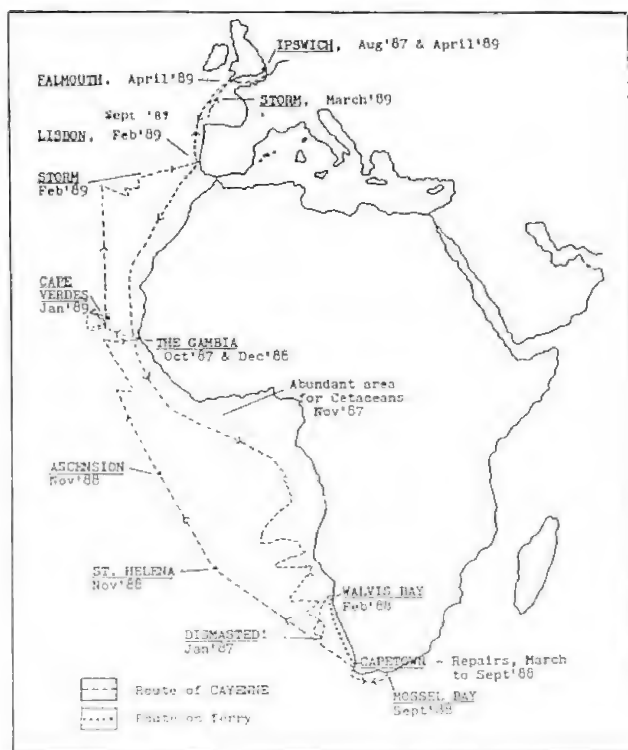 IPSWICH, Aug'87 & April'89
FALMOUTH, April'89
STORM, March'89
Sept '87
LISBON, Feb'89
STORM
Feb'89
CAPE
VERDES
Jan'89
THE GAMBIA
Oct'87 & Dec'88
Abundant area
for Cetaceans
Nov'87
ASCENSION
Nov'88
ST. HELENA
Nov'88
WALVIS BAY
Feb'88
DISMASTED!
Jan'87
CAPETOWN - Repairs, March
to Sept'88
MOSSEL BAY
Sept'88
Route of CAYENNE
Route on ferry